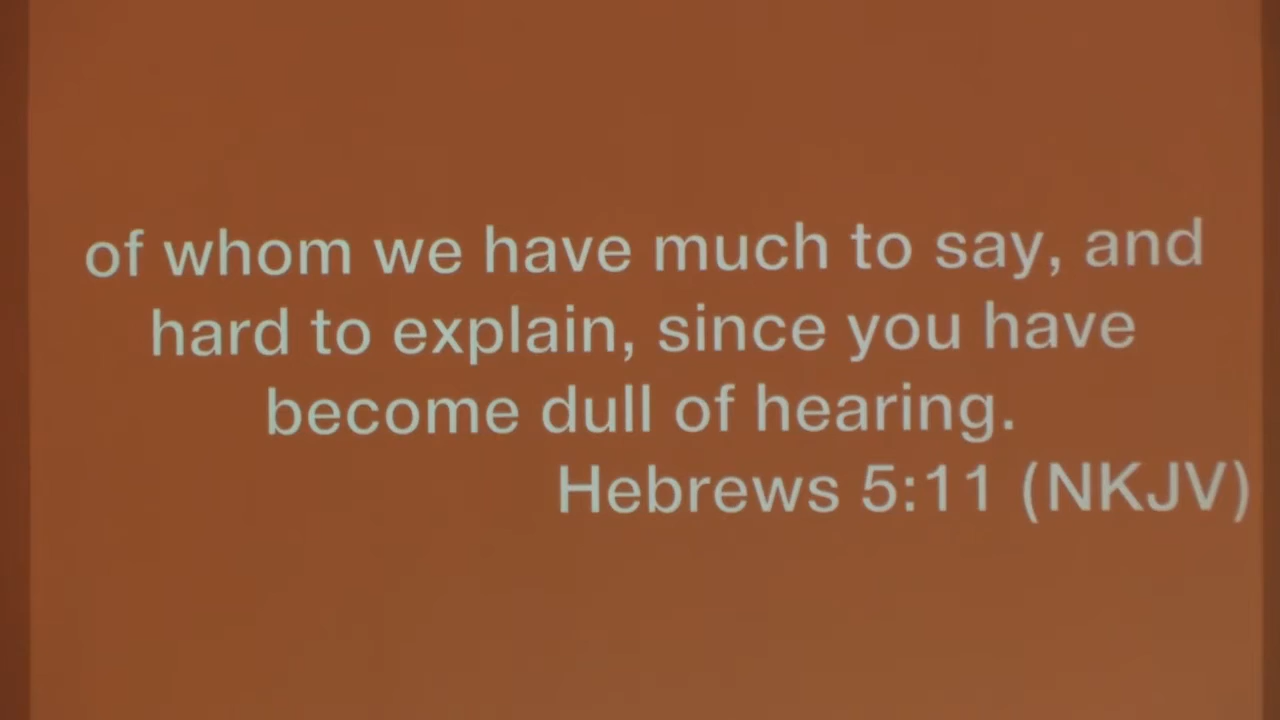 of whom we have much to say, and
hard to explain, since you have
become dull of hearing.
Hebrews 5:11 (NKJV)